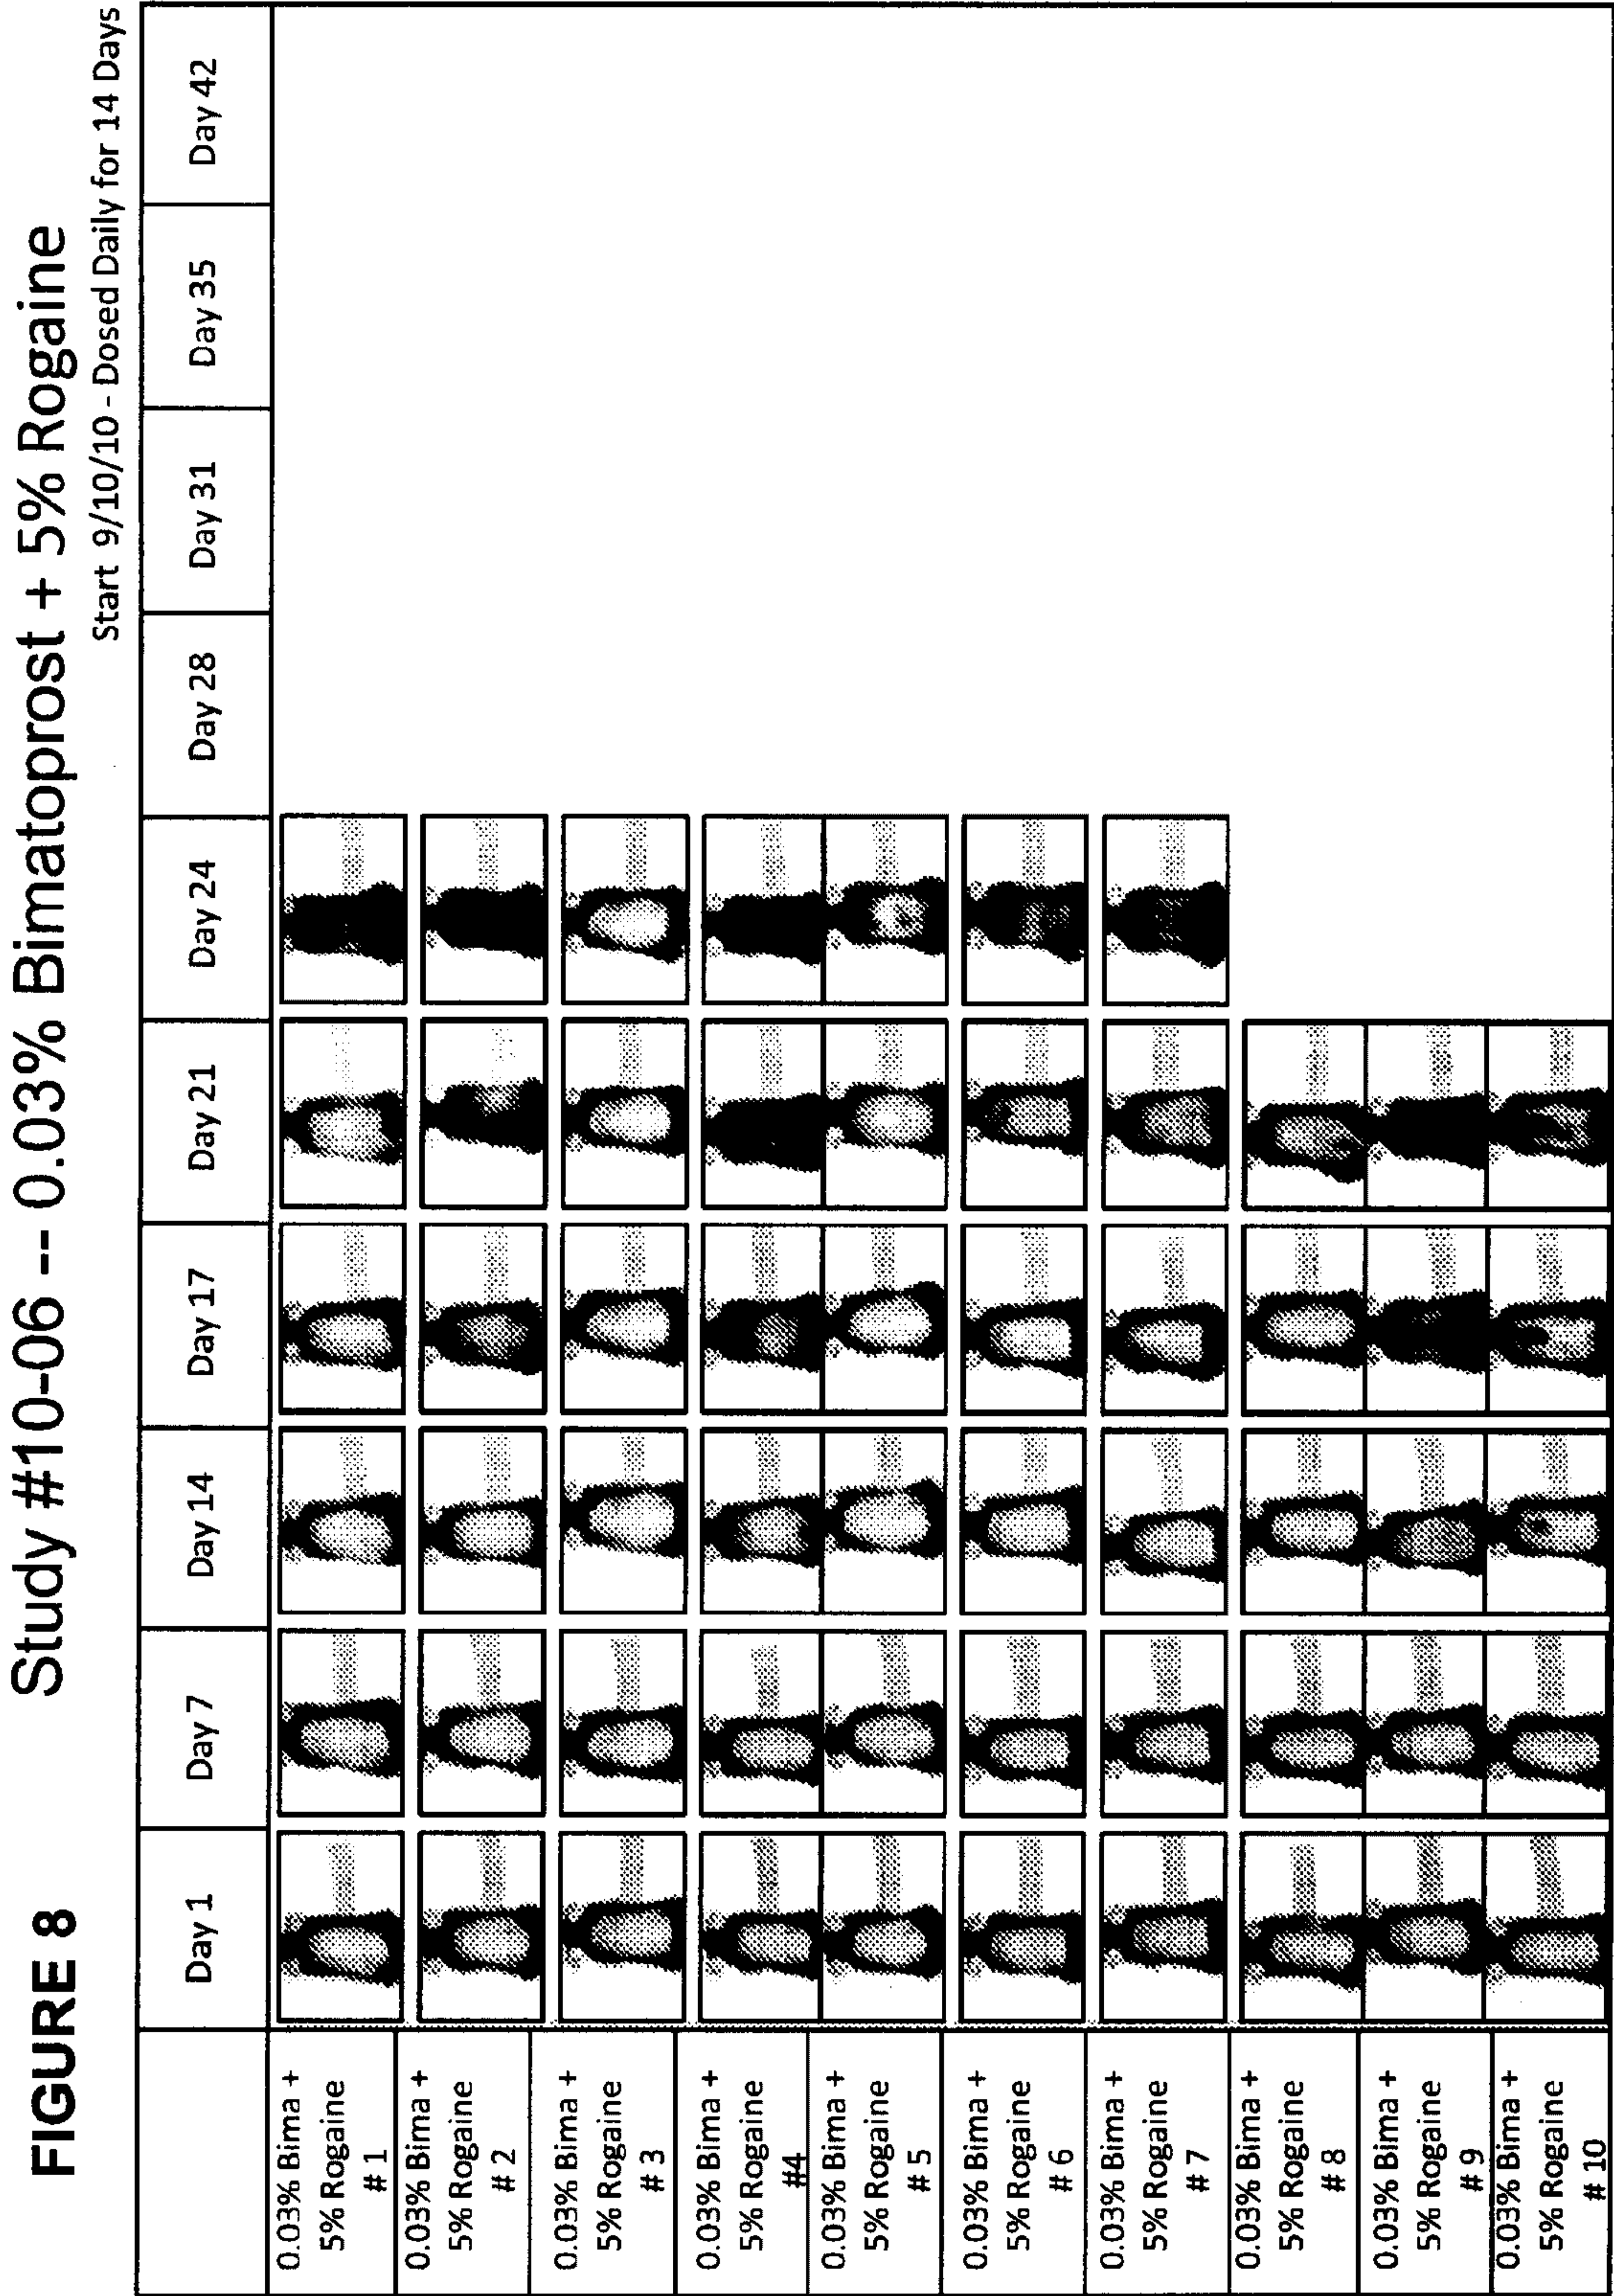 FIGURE 8
Study #10-06 -- 0.03% Bimatoprost + 5% Rogaine
Start 9/10/10 - Dosed Daily for 14 Days
Day 1
Day 7
Day 14
Day 17
Day 21
Day 24
Day 28
Day 31
Day 35
Day 42
0.03% Bima +
5% Rogaine
# 1
0.03% Bima +
5% Rogaine
# 2
0.03% Bima +
5% Rogaine
# 3
0.03% Bima +
5% Rogaine
#4
0.03% Bima +
5% Rogaine
# 5
0.03% Bima +
5% Rogaine
# 6
0.03% Bima +
5% Rogaine
# 7
0.03% Bima +
5% Rogaine
# 8
0.03% Bima +
5% Rogaine
# 9
0.03% Bima +
5% Rogaine
# 10